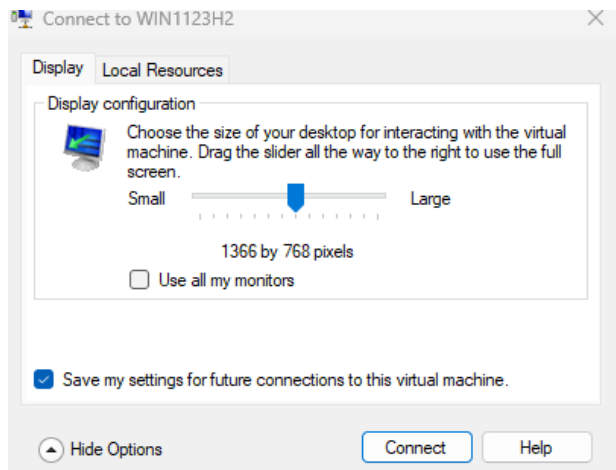 Connect to WIN1123H2
Display Local Resources
Display configuration
Choose the size of your desktop for interacting with the virtual
machine. Drag the slider all the way to the right to use the full
screen.
Small Large
1366 by 768 pixels
Use all my monitors
Save my settings for future connections to this virtual machine.
Hide Options Connect Help